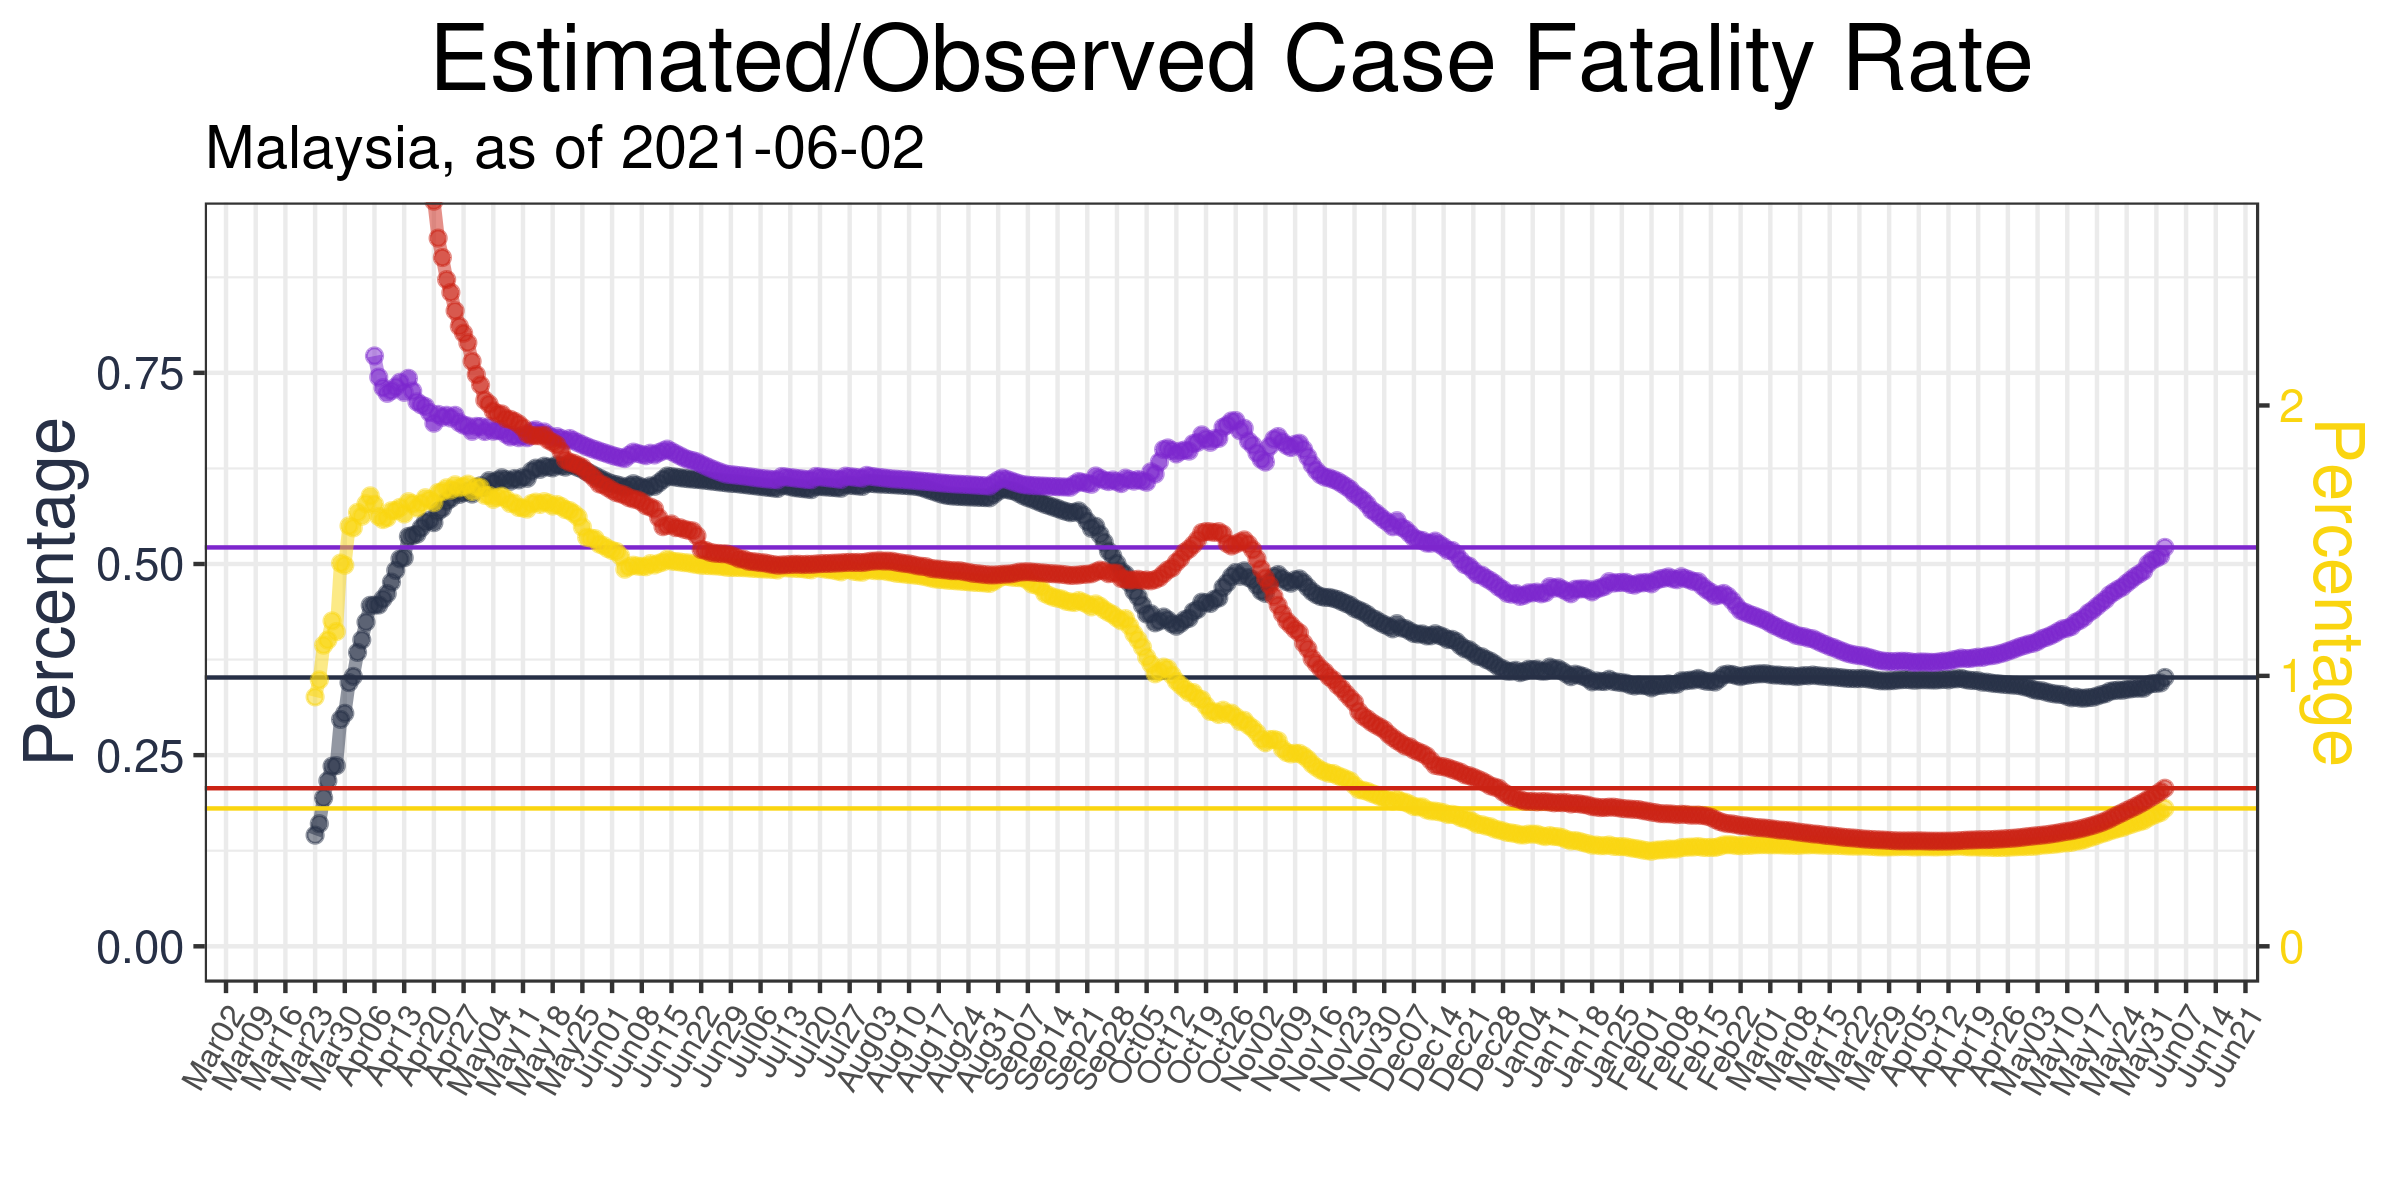 Estimated/Observed Case Fatality Rate
Malaysia, as of 2021-06-02
Percentage
0.75
0.50
0.25
0.00
2
1
0
Percentage
Mar02
Mar09
Mar16
Mar23
Mar30
Apr06
Apr13
Apr20
Apr27
May04
May11
May18
May25
Jun01
Jun08
Jun15
Jun22
Jun29
Jul06
Jul13
Jul20
Jul27
Aug03
Aug10
Aug17
Aug24
Aug31
Sep07
Sep14
Sep21
Sep28
Oct05
Oct12
Oct19
Oct26
Nov02
Nov09
Nov16
Nov23
Nov30
Dec07
Dec14
Dec21
Dec28
Jan04
Jan11
Jan18
Jan25
Feb01
Feb08
Feb15
Feb22
Mar01
Mar08
Mar15
Mar22
Mar29
Apr05
Apr12
Apr19
Apr26
May03
May10
May17
May24
May31
Jun07
Jun14
Jun21